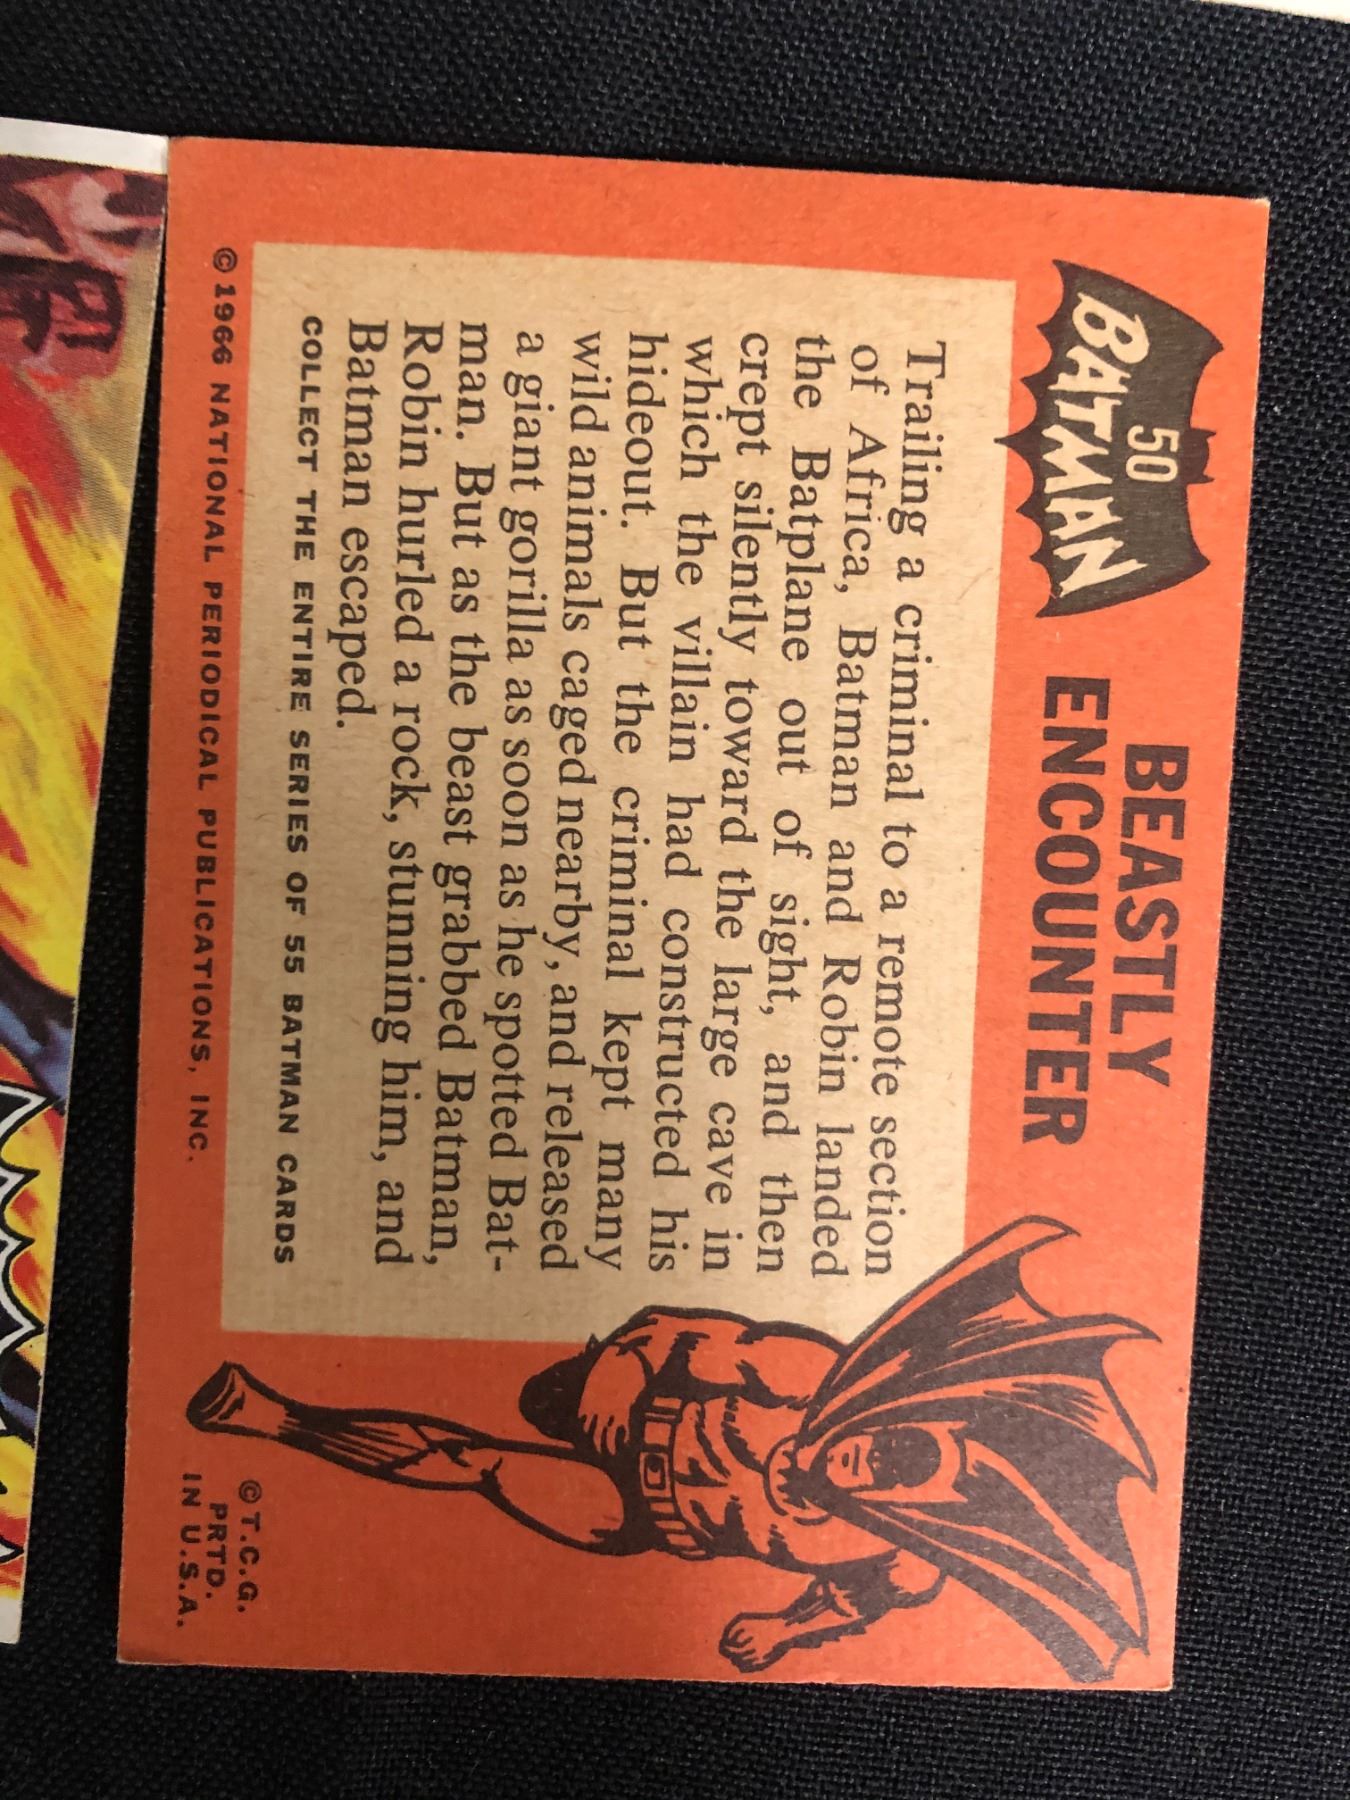 50
BATMAN
BEASTLY
ENCOUNTER
Trailing a criminal to a remote section
of Africa, Batman and Robin landed
the Batplane out of sight, and then
crept silently toward the large cave in
which the villain had constructed his
hideout. But the criminal kept many
wild animals caged nearby, and released
a giant gorilla as soon as he spotted Bat-
man. But as the beast grabbed Batman,
Robin hurled a rock, stunning him, and
Batman escaped.
COLLECT THE ENTIRE SERIES OF 55 BATMAN CARDS
© 1966 NATIONAL PERIODICAL PUBLICATIONS, INC.
© T.C.G.
PRTD.
IN U.S.A.